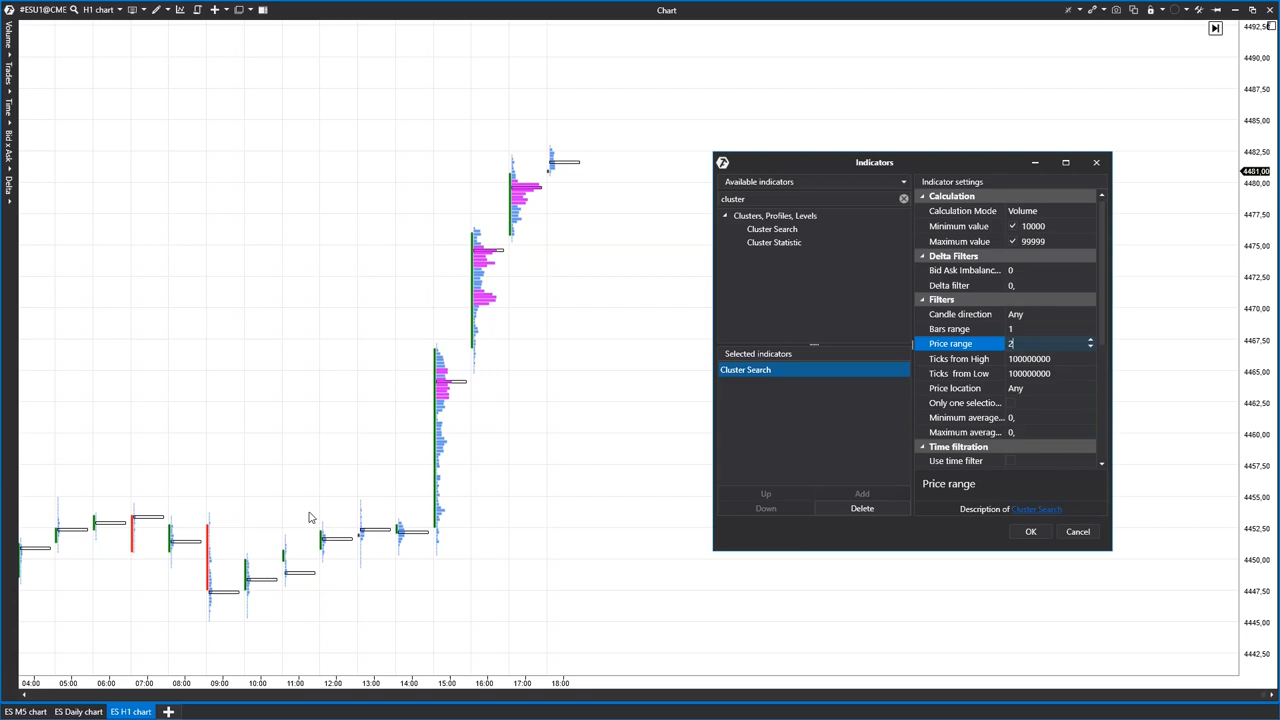 #ESU1@CME H1 chart Chart
Volume
Trades
Time
Bid x Ask
Delta
4492,50
4490,00
4487,50
4485,00
4482,50
4481,00
4480,00
4477,50
4475,00
4472,50
4470,00
4467,50
4465,00
4462,50
4460,00
4457,50
4455,00
4452,50
4450,00
4447,50
4445,00
4442,50
Indicators
Available indicators
cluster
Clusters, Profiles, Levels
Cluster Search
Cluster Statistic
Selected indicators
Cluster Search
Up Add
Down Delete
Indicator settings
Calculation
Calculation Mode Volume
Minimum value 10000
Maximum value 99999
Delta Filters
Bid Ask Imbalanc... 0
Delta filter 0,
Filters
Candle direction Any
Bars range 1
Price range 2
Ticks from High 100000000
Ticks from Low 100000000
Price location Any
Only one selectio...
Minimum average... 0,
Maximum averag... 0,
Time filtration
Use time filter
Price range
Description of Cluster Search
OK Cancel
04:00 05:00 06:00 07:00 08:00 09:00 10:00 11:00 12:00 13:00 14:00 15:00 16:00 17:00 18:00
ES M5 chart ES Daily chart ES H1 chart